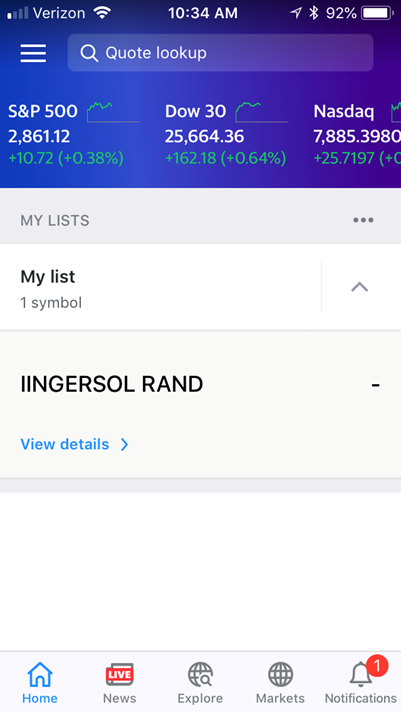 Verizon 10:34 AM 92%
Quote lookup
S&P 500 Dow 30 Nasdaq
2,861.12 25,664.36 7,885.3980
+10.72 (+0.38%) +162.18 (+0.64%) +25.7197 (+0
MY LISTS •••
My list
1 symbol
IINGERSOL RAND -
View details
LIVE 1
Home News Explore Markets Notifications